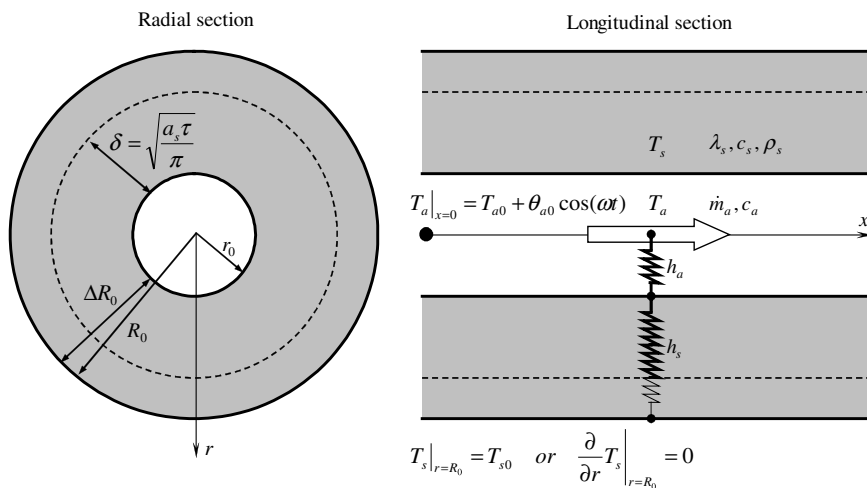 Radial section
δ = √(a_s τ / π)
r_0
ΔR_0
R_0
r
Longitudinal section
T_s λ_s, c_s, ρ_s
T_a|_{x=0} = T_{a0} + θ_{a0} cos(ωt) T_a ṁ_a, c_a
x
h_a
h_s
T_s|_{r=R_0} = T_{s0} or ∂/∂r T_s|_{r=R_0} = 0